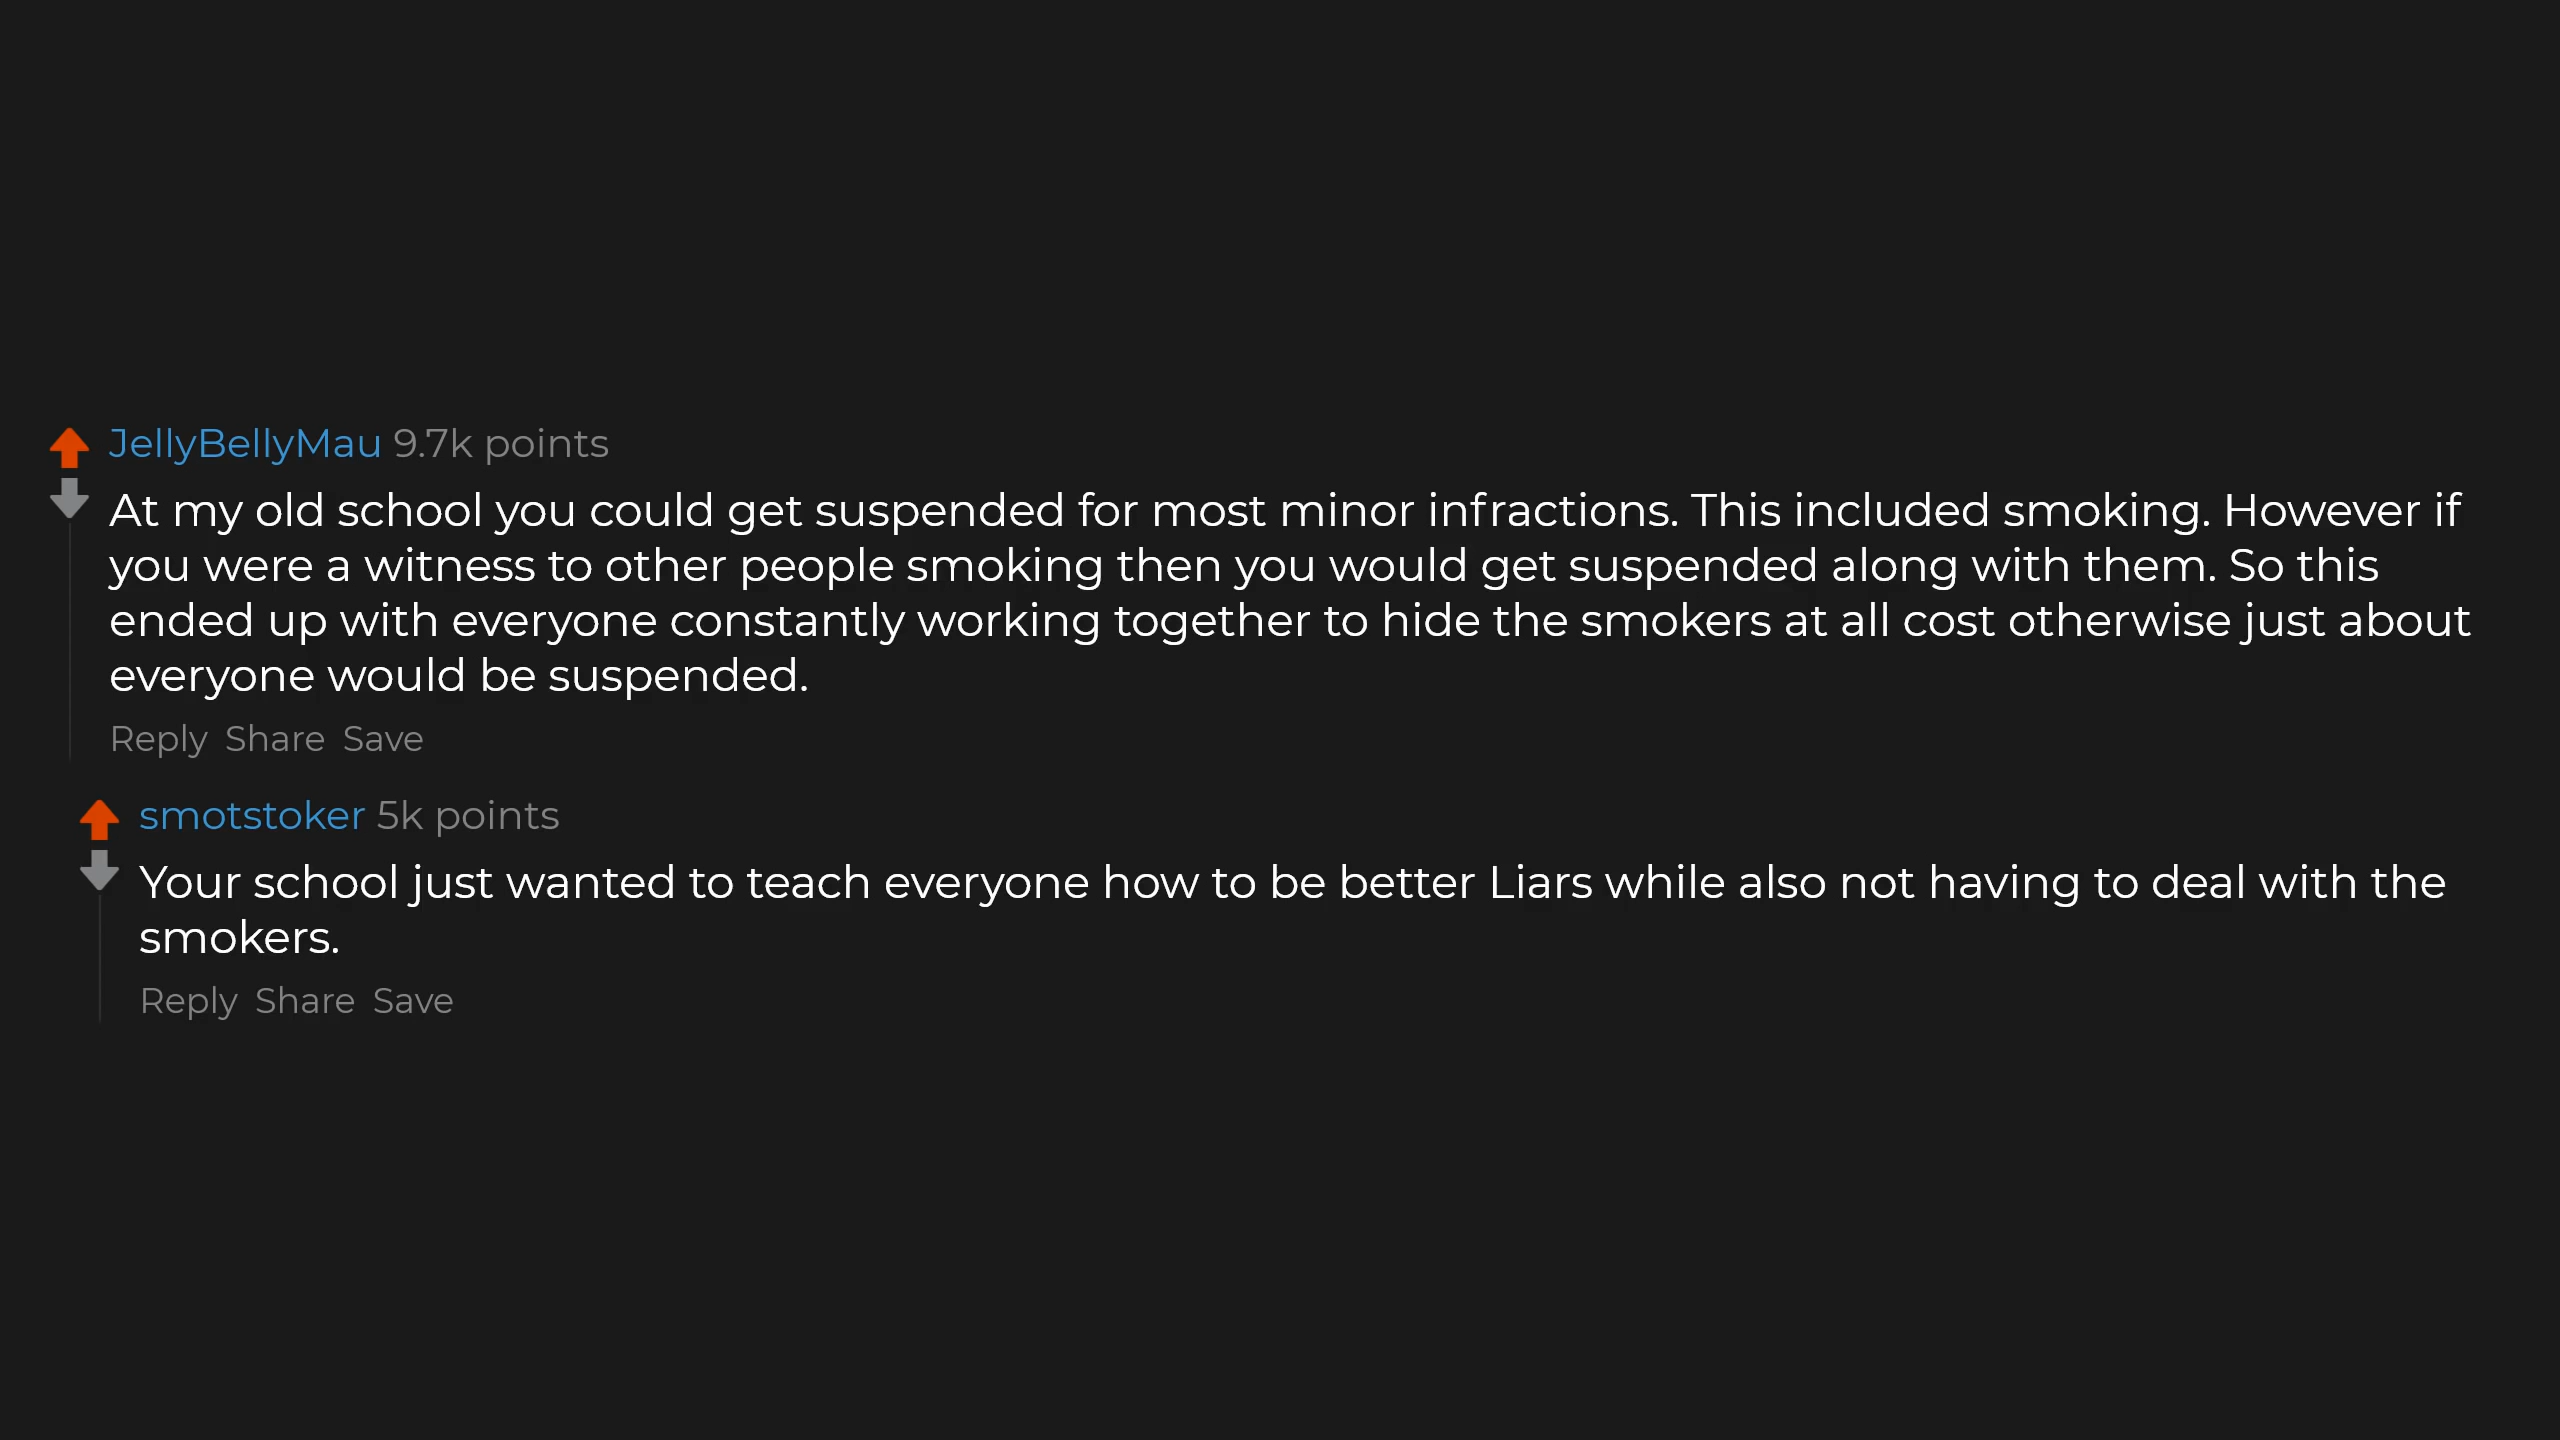 JellyBellyMau 9.7k points
At my old school you could get suspended for most minor infractions. This included smoking. However if
you were a witness to other people smoking then you would get suspended along with them. So this
ended up with everyone constantly working together to hide the smokers at all cost otherwise just about
everyone would be suspended.
Reply Share Save
smotstoker 5k points
Your school just wanted to teach everyone how to be better Liars while also not having to deal with the
smokers.
Reply Share Save